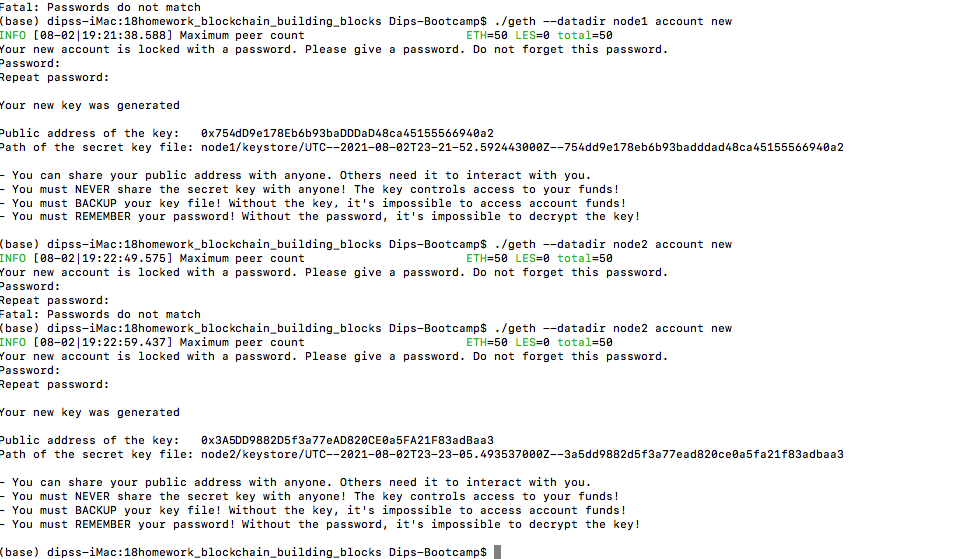 Fatal: Passwords do not match
(base) dipss-iMac:18homework_blockchain_building_blocks Dips-Bootcamp$ ./geth --datadir node1 account new
INFO [08-02|19:21:38.588] Maximum peer count                       ETH=50 LES=0 total=50
Your new account is locked with a password. Please give a password. Do not forget this password.
Password:
Repeat password:

Your new key was generated

Public address of the key:   0x754dD9e178Eb6b93baDDDaD48ca45155566940a2
Path of the secret key file: node1/keystore/UTC--2021-08-02T23-21-52.592443000Z--754dd9e178eb6b93badddad48ca45155566940a2

- You can share your public address with anyone. Others need it to interact with you.
- You must NEVER share the secret key with anyone! The key controls access to your funds!
- You must BACKUP your key file! Without the key, it's impossible to access account funds!
- You must REMEMBER your password! Without the password, it's impossible to decrypt the key!

(base) dipss-iMac:18homework_blockchain_building_blocks Dips-Bootcamp$ ./geth --datadir node2 account new
INFO [08-02|19:22:49.575] Maximum peer count                       ETH=50 LES=0 total=50
Your new account is locked with a password. Please give a password. Do not forget this password.
Password:
Repeat password:
Fatal: Passwords do not match
(base) dipss-iMac:18homework_blockchain_building_blocks Dips-Bootcamp$ ./geth --datadir node2 account new
INFO [08-02|19:22:59.437] Maximum peer count                       ETH=50 LES=0 total=50
Your new account is locked with a password. Please give a password. Do not forget this password.
Password:
Repeat password:

Your new key was generated

Public address of the key:   0x3A5DD9882D5f3a77eAD820CE0a5FA21F83adBaa3
Path of the secret key file: node2/keystore/UTC--2021-08-02T23-23-05.493537000Z--3a5dd9882d5f3a77ead820ce0a5fa21f83adbaa3

- You can share your public address with anyone. Others need it to interact with you.
- You must NEVER share the secret key with anyone! The key controls access to your funds!
- You must BACKUP your key file! Without the key, it's impossible to access account funds!
- You must REMEMBER your password! Without the password, it's impossible to decrypt the key!

(base) dipss-iMac:18homework_blockchain_building_blocks Dips-Bootcamp$